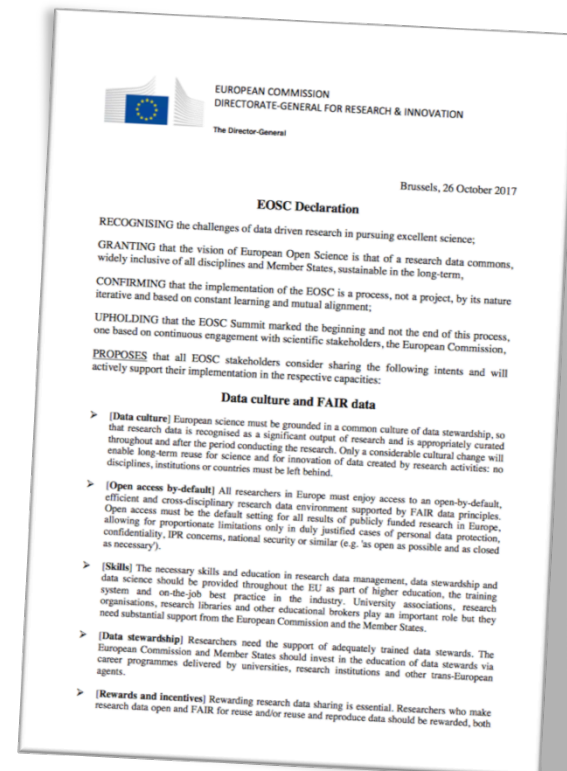 EUROPEAN COMMISSION
DIRECTORATE-GENERAL FOR RESEARCH & INNOVATION
The Director-General
Brussels, 26 October 2017
EOSC Declaration
RECOGNISING the challenges of data driven research in pursuing excellent science;
GRANTING that the vision of European Open Science is that of a research data commons,
widely inclusive of all disciplines and Member States, sustainable in the long-term,
CONFIRMING that the implementation of the EOSC is a process, not a project, by its nature
iterative and based on constant learning and mutual alignment;
UPHOLDING that the EOSC Summit marked the beginning and not the end of this process,
one based on continuous engagement with scientific stakeholders, the European Commission,
PROPOSES that all EOSC stakeholders consider sharing the following intents and will
actively support their implementation in the respective capacities:
Data culture and FAIR data
➢ [Data culture] European science must be grounded in a common culture of data stewardship, so
that research data is recognised as a significant output of research and is appropriately curated
throughout and after the period conducting the research. Only a considerable cultural change will
enable long-term reuse for science and for innovation of data created by research activities: no
disciplines, institutions or countries must be left behind.
➢ [Open access by-default] All researchers in Europe must enjoy access to an open-by-default,
efficient and cross-disciplinary research data environment supported by FAIR data principles.
Open access must be the default setting for all results of publicly funded research in Europe,
allowing for proportionate limitations only in duly justified cases of personal data protection,
confidentiality, IPR concerns, national security or similar (e.g. 'as open as possible and as closed
as necessary').
➢ [Skills] The necessary skills and education in research data management, data stewardship and
data science should be provided throughout the EU as part of higher education, the training
system and on-the-job best practice in the industry. University associations, research
organisations, research libraries and other educational brokers play an important role but they
need substantial support from the European Commission and the Member States.
➢ [Data stewardship] Researchers need the support of adequately trained data stewards. The
European Commission and Member States should invest in the education of data stewards via
career programmes delivered by universities, research institutions and other trans-European
agents.
➢ [Rewards and incentives] Rewarding research data sharing is essential. Researchers who make
research data open and FAIR for reuse and/or reuse and reproduce data should be rewarded, both